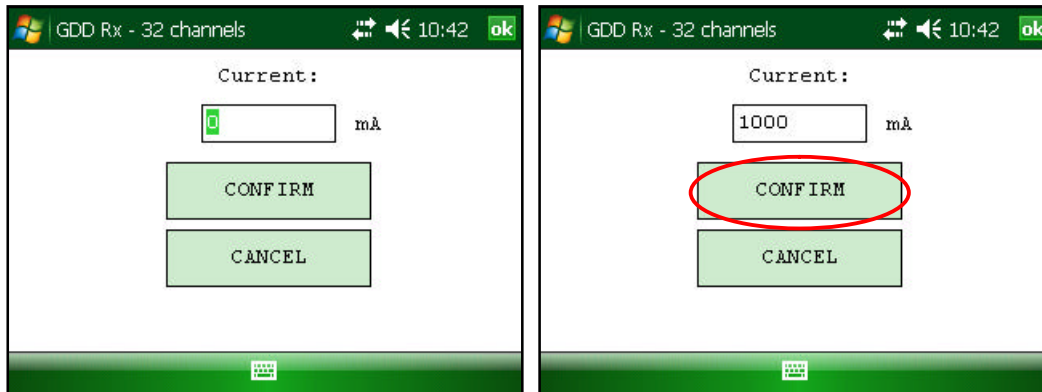 GDD Rx - 32 channels 10:42 ok
Current:
0 mA
CONFIRM
CANCEL
GDD Rx - 32 channels 10:42 ok
Current:
1000 mA
CONFIRM
CANCEL